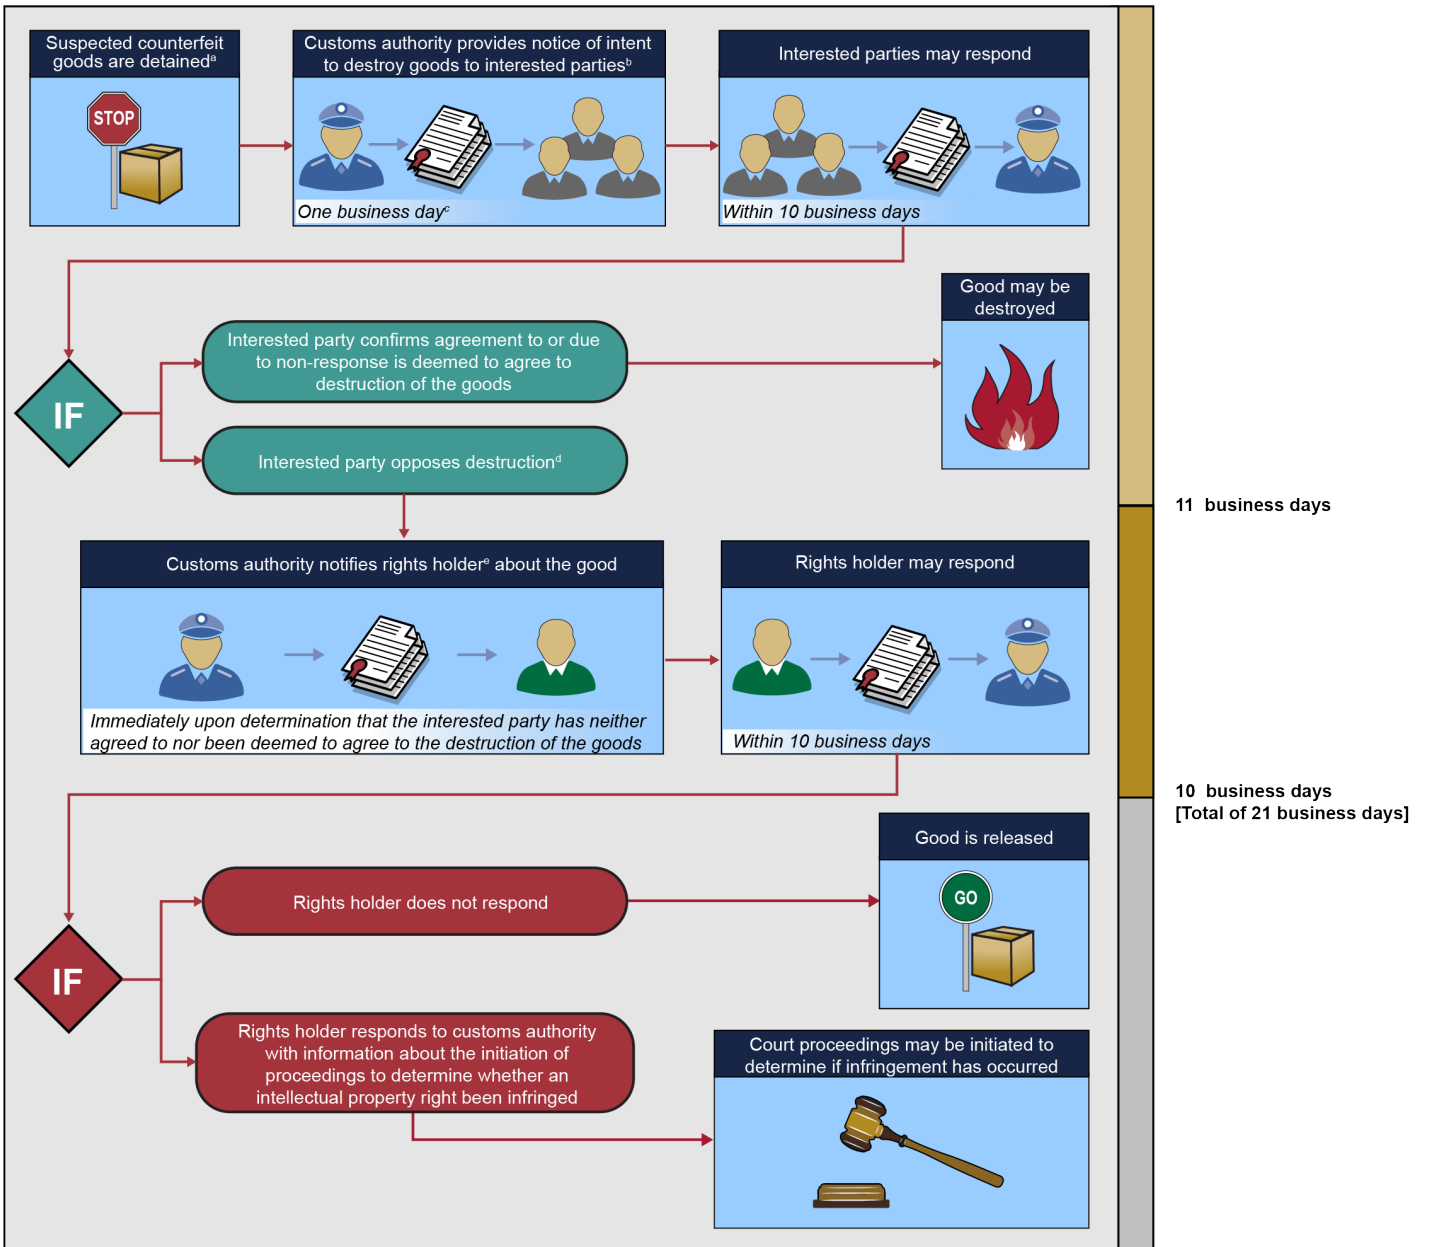 Suspected counterfeit
goods are detainedᵃ
STOP
Customs authority provides notice of intent
to destroy goods to interested partiesᵇ
One business dayᶜ
Interested parties may respond
Within 10 business days
Good may be
destroyed
IF
Interested party confirms agreement to or due
to non-response is deemed to agree to
destruction of the goods
Interested party opposes destructionᵈ
11 business days
Customs authority notifies rights holderᵉ about the good
Immediately upon determination that the interested party has neither
agreed to nor been deemed to agree to the destruction of the goods
Rights holder may respond
Within 10 business days
10 business days
[Total of 21 business days]
Good is released
GO
IF
Rights holder does not respond
Rights holder responds to customs authority
with information about the initiation of
proceedings to determine whether an
intellectual property right been infringed
Court proceedings may be initiated to
determine if infringement has occurred